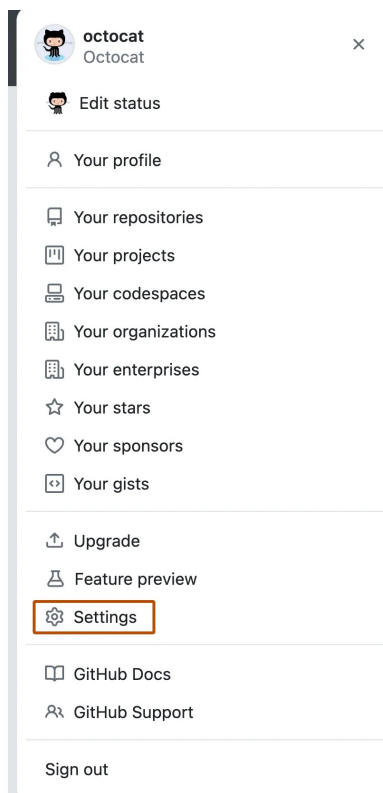 octocat
Octocat
Edit status
Your profile
Your repositories
Your projects
Your codespaces
Your organizations
Your enterprises
Your stars
Your sponsors
Your gists
Upgrade
Feature preview
Settings
GitHub Docs
GitHub Support
Sign out